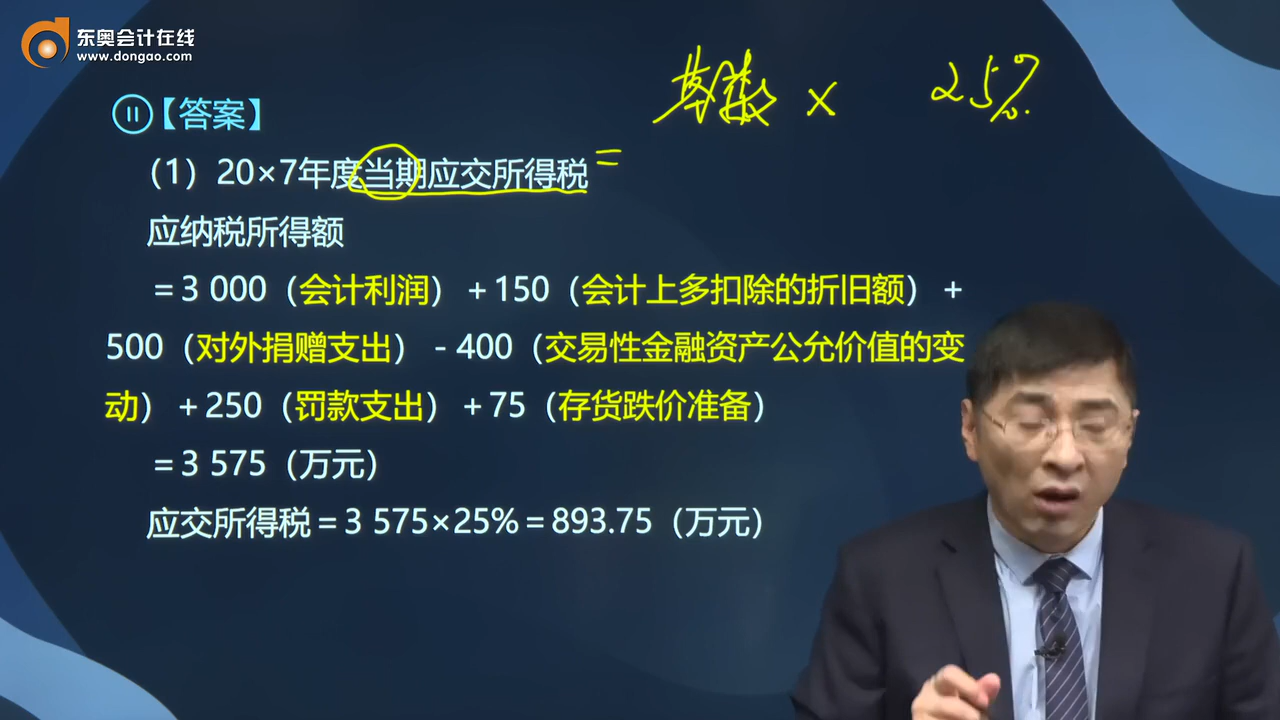 东奥会计在线
www.dongao.com
期数 × 25%
【答案】
（1）20×7年度当期应交所得税 =
应纳税所得额
＝3 000（会计利润）＋150（会计上多扣除的折旧额）＋
500（对外捐赠支出）－400（交易性金融资产公允价值的变
动）＋250（罚款支出）＋75（存货跌价准备）
＝3 575（万元）
应交所得税＝3 575×25%＝893.75（万元）